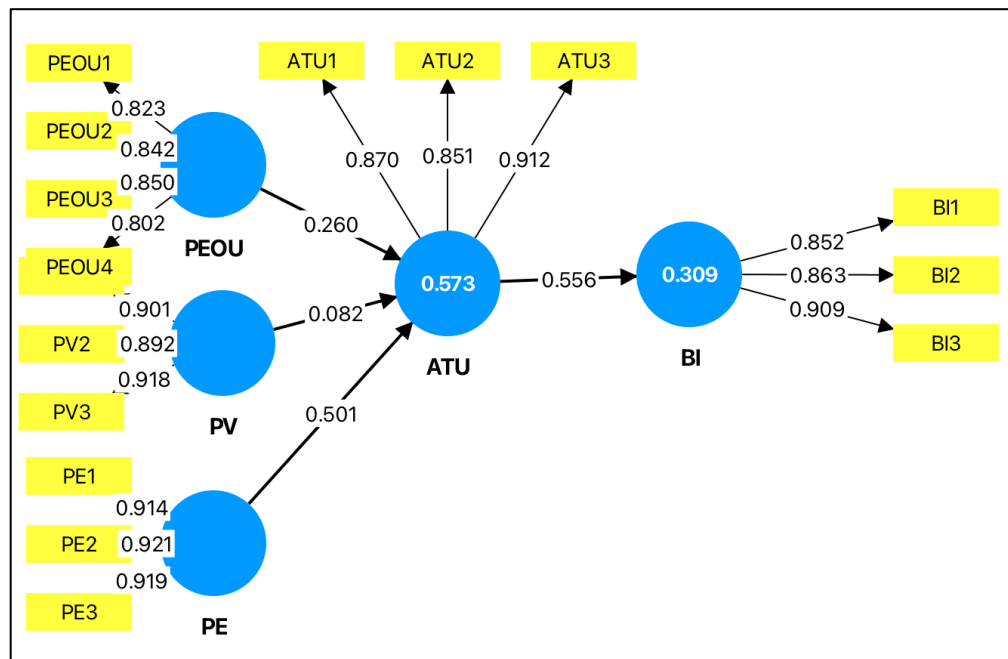 PEOU1
PEOU2
PEOU3
PEOU4
0.823
0.842
0.850
0.802
PEOU
PV2
PV3
0.901
0.892
0.918
PV
PE1
PE2
PE3
0.914
0.921
0.919
PE
ATU1
ATU2
ATU3
0.870
0.851
0.912
0.260
0.082
0.501
0.573
ATU
0.556
0.309
BI
0.852
0.863
0.909
BI1
BI2
BI3